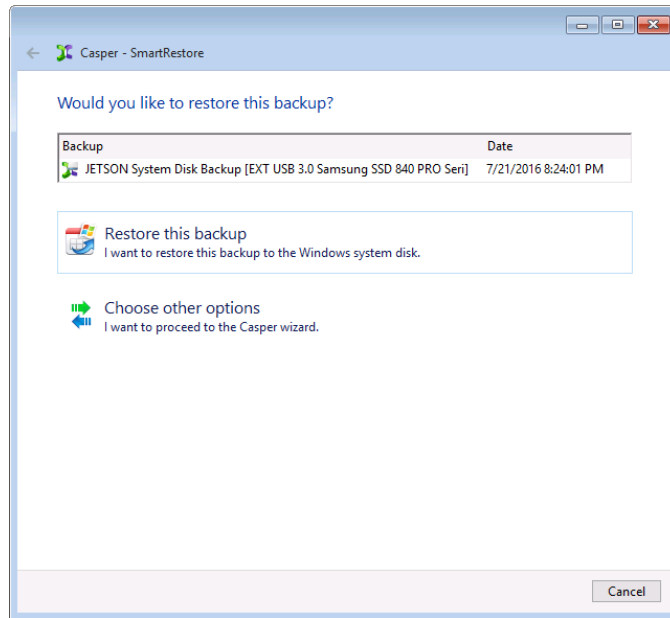 Casper - SmartRestore
Would you like to restore this backup?
Backup Date
JETSON System Disk Backup [EXT USB 3.0 Samsung SSD 840 PRO Seri] 7/21/2016 8:24:01 PM
Restore this backup
I want to restore this backup to the Windows system disk.
Choose other options
I want to proceed to the Casper wizard.
Cancel